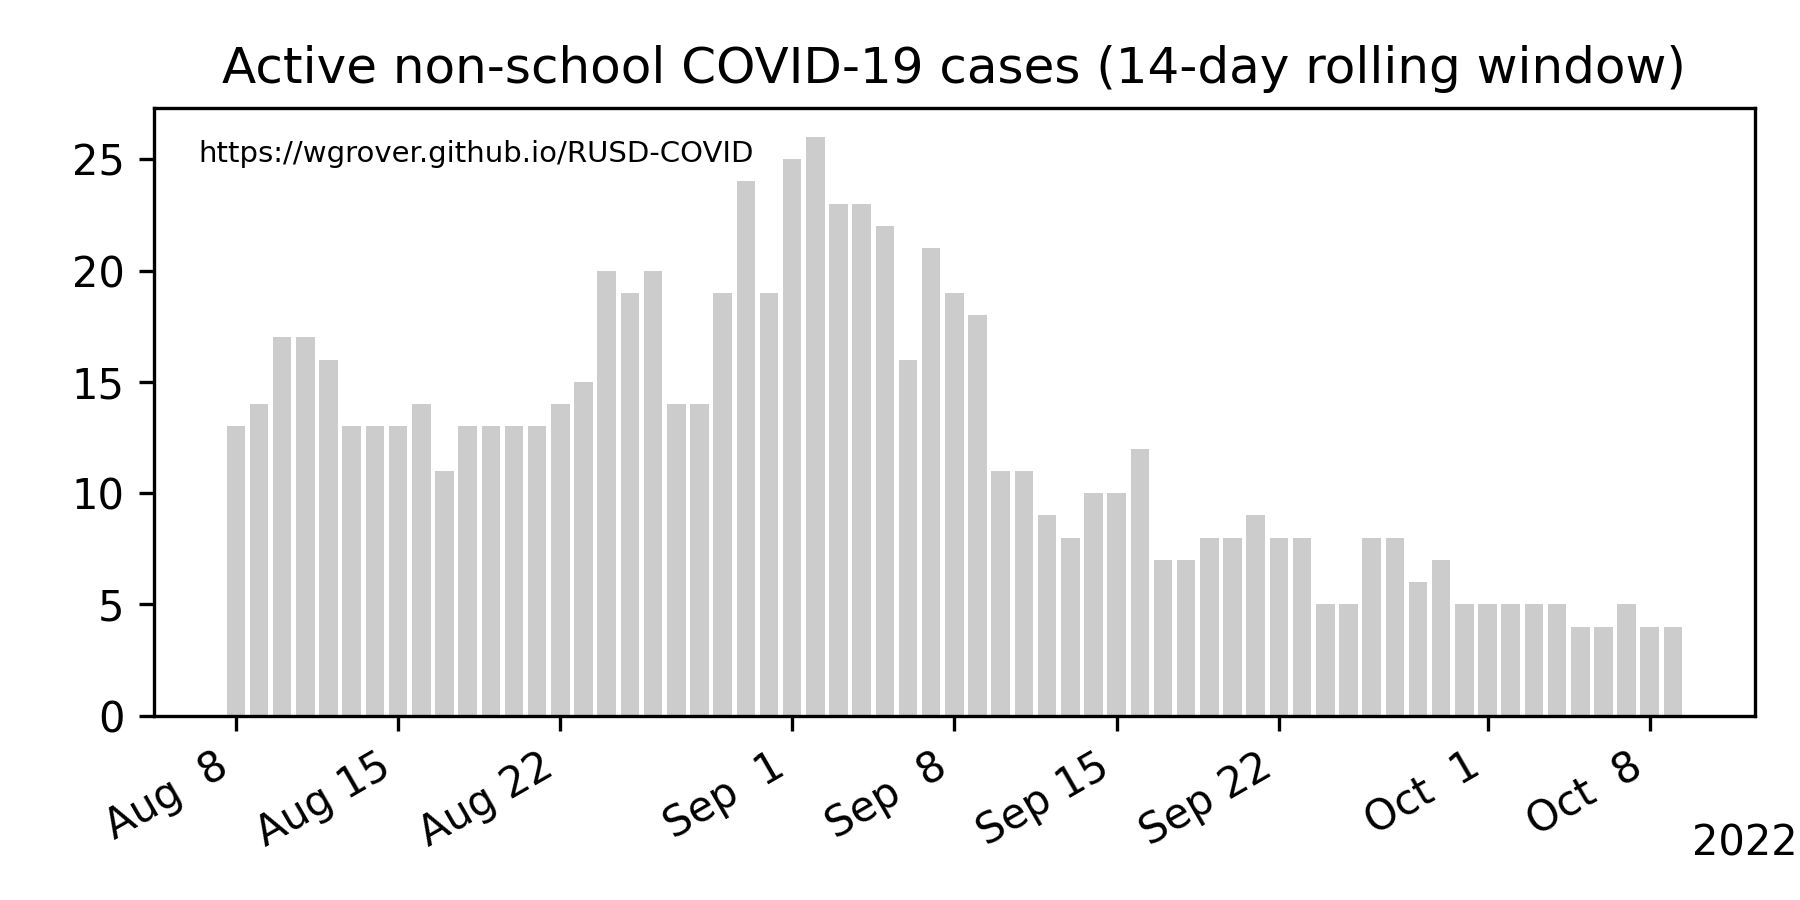 Active non-school COVID-19 cases (14-day rolling window)
https://wgrover.github.io/RUSD-COVID
25
20
15
10
5
0
Aug 8
Aug 15
Aug 22
Sep 1
Sep 8
Sep 15
Sep 22
Oct 1
Oct 8
2022